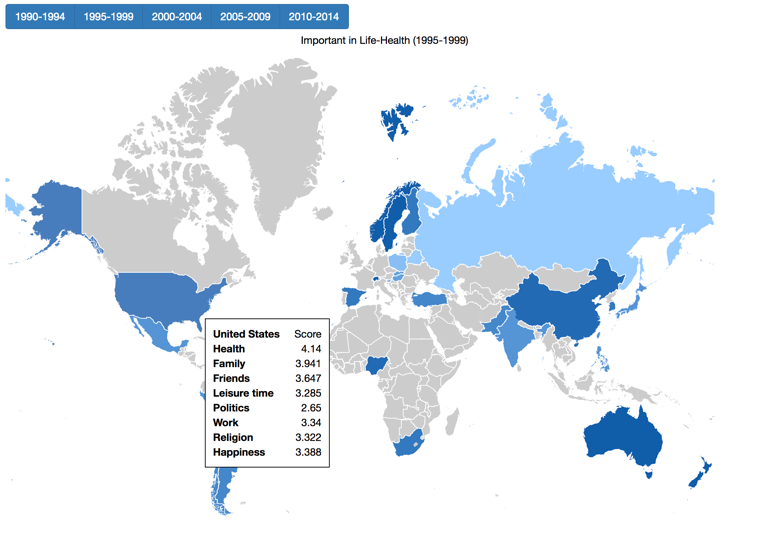 1990-1994 1995-1999 2000-2004 2005-2009 2010-2014
Important in Life-Health (1995-1999)
United States Score
Health 4.14
Family 3.941
Friends 3.647
Leisure time 3.285
Politics 2.65
Work 3.34
Religion 3.322
Happiness 3.388